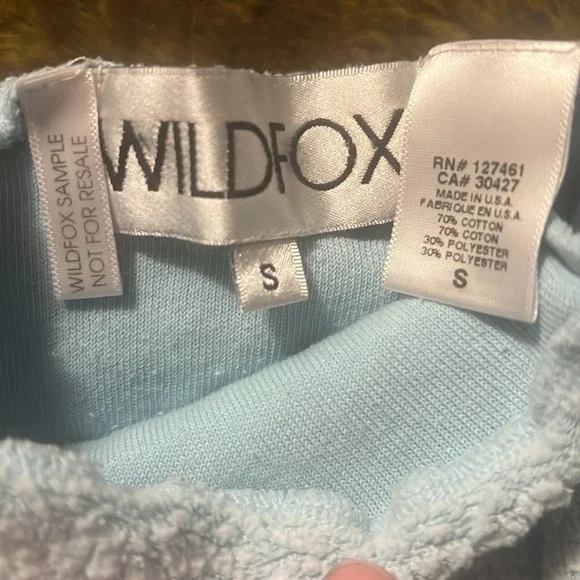 WILDFOX SAMPLE
NOT FOR RESALE
WILDFOX
S
RN# 127461
CA# 30427
MADE IN U.S.A
FABRIQUE EN U.S.A
70% COTTON
70% COTON
30% POLYESTER
30% POLYESTER
S